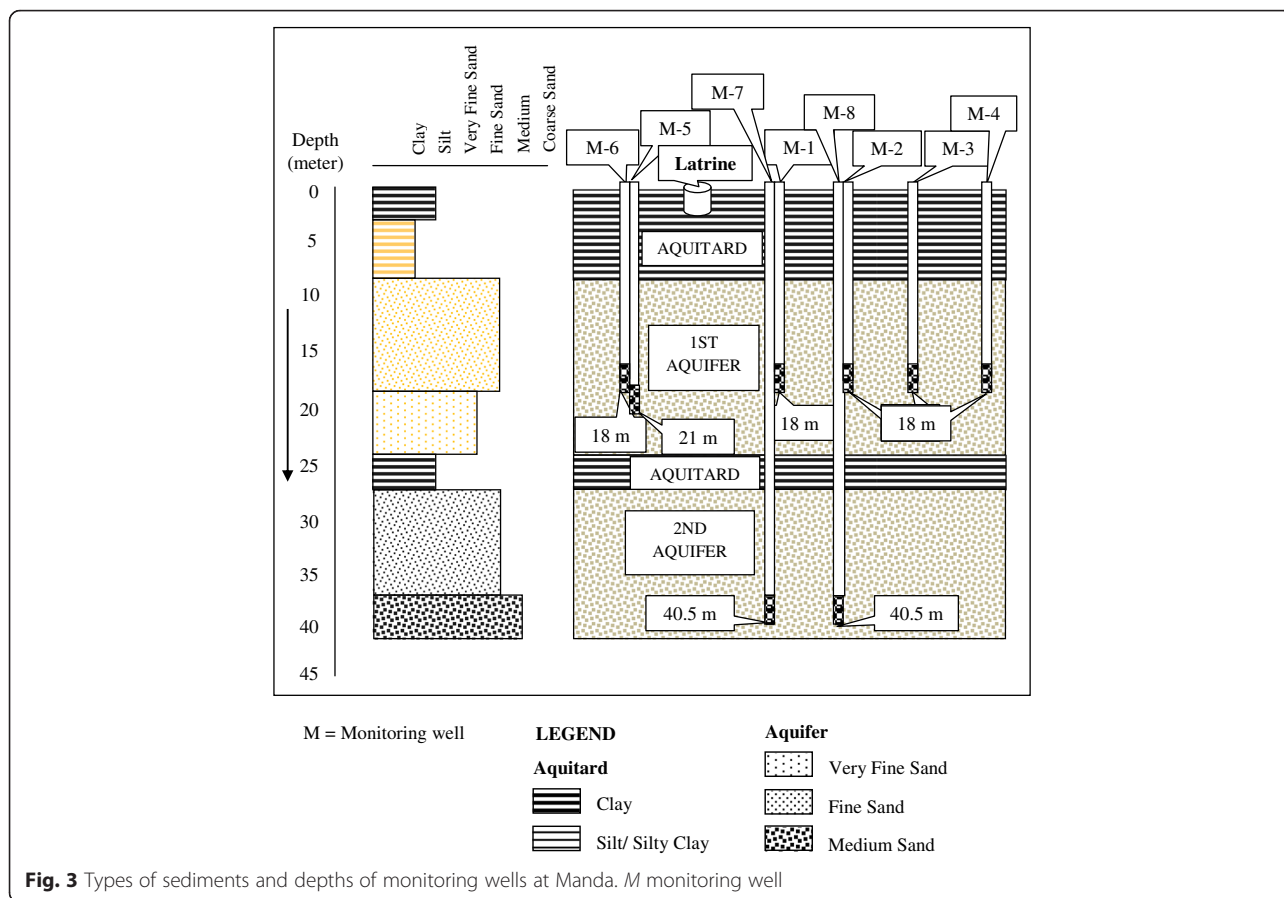 Clay
Silt
Very Fine Sand
Fine Sand
Medium
Coarse Sand
Depth
(meter)
0
5
10
15
20
25
30
35
40
45
M-6
M-5
Latrine
M-7
M-1
M-8
M-2
M-3
M-4
AQUITARD
1ST
AQUIFER
18 m
21 m
18 m
18 m
AQUITARD
2ND
AQUIFER
40.5 m
40.5 m
M = Monitoring well
LEGEND
Aquitard
Clay
Silt/ Silty Clay
Aquifer
Very Fine Sand
Fine Sand
Medium Sand
Fig. 3 Types of sediments and depths of monitoring wells at Manda. M monitoring well